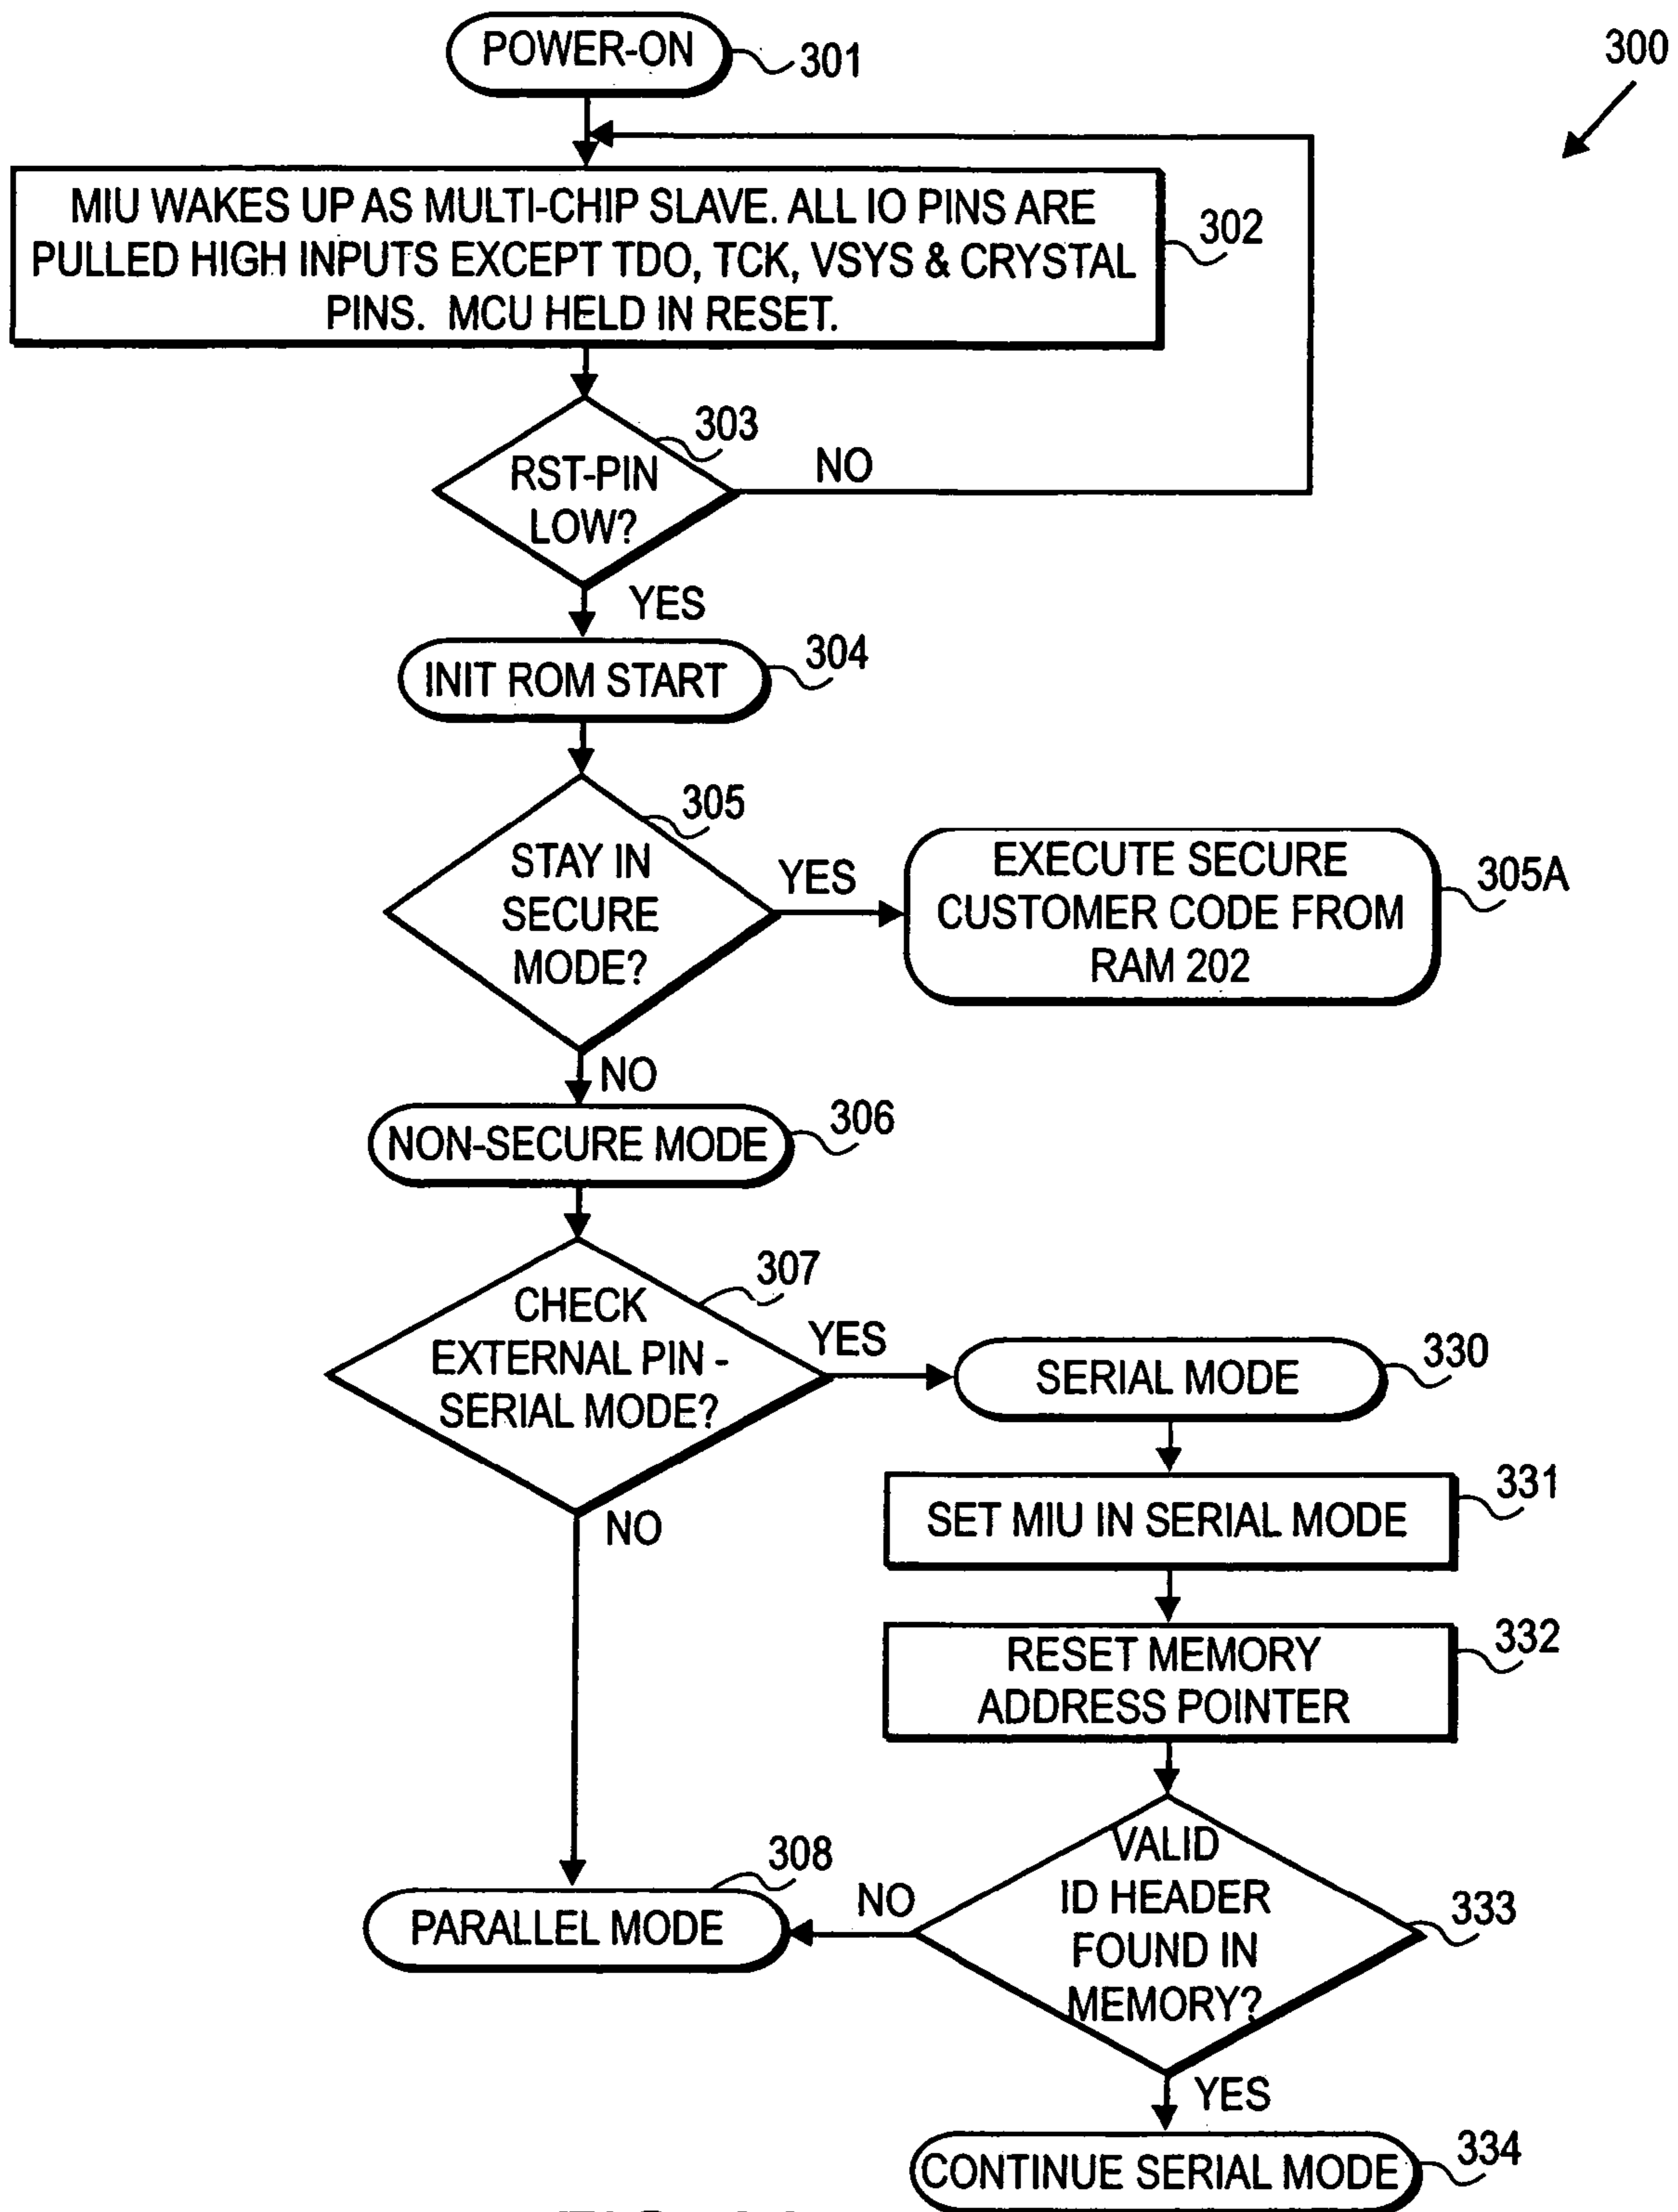 300
POWER-ON
301
MIU WAKES UP AS MULTI-CHIP SLAVE. ALL IO PINS ARE
PULLED HIGH INPUTS EXCEPT TDO, TCK, VSYS & CRYSTAL
PINS. MCU HELD IN RESET.
302
303
RST-PIN
LOW?
NO
YES
INIT ROM START
304
305
STAY IN
SECURE
MODE?
YES
EXECUTE SECURE
CUSTOMER CODE FROM
RAM 202
305A
NO
NON-SECURE MODE
306
307
CHECK
EXTERNAL PIN -
SERIAL MODE?
YES
SERIAL MODE
330
NO
SET MIU IN SERIAL MODE
331
RESET MEMORY
ADDRESS POINTER
332
VALID
ID HEADER
FOUND IN
MEMORY?
333
NO
308
PARALLEL MODE
YES
CONTINUE SERIAL MODE
334